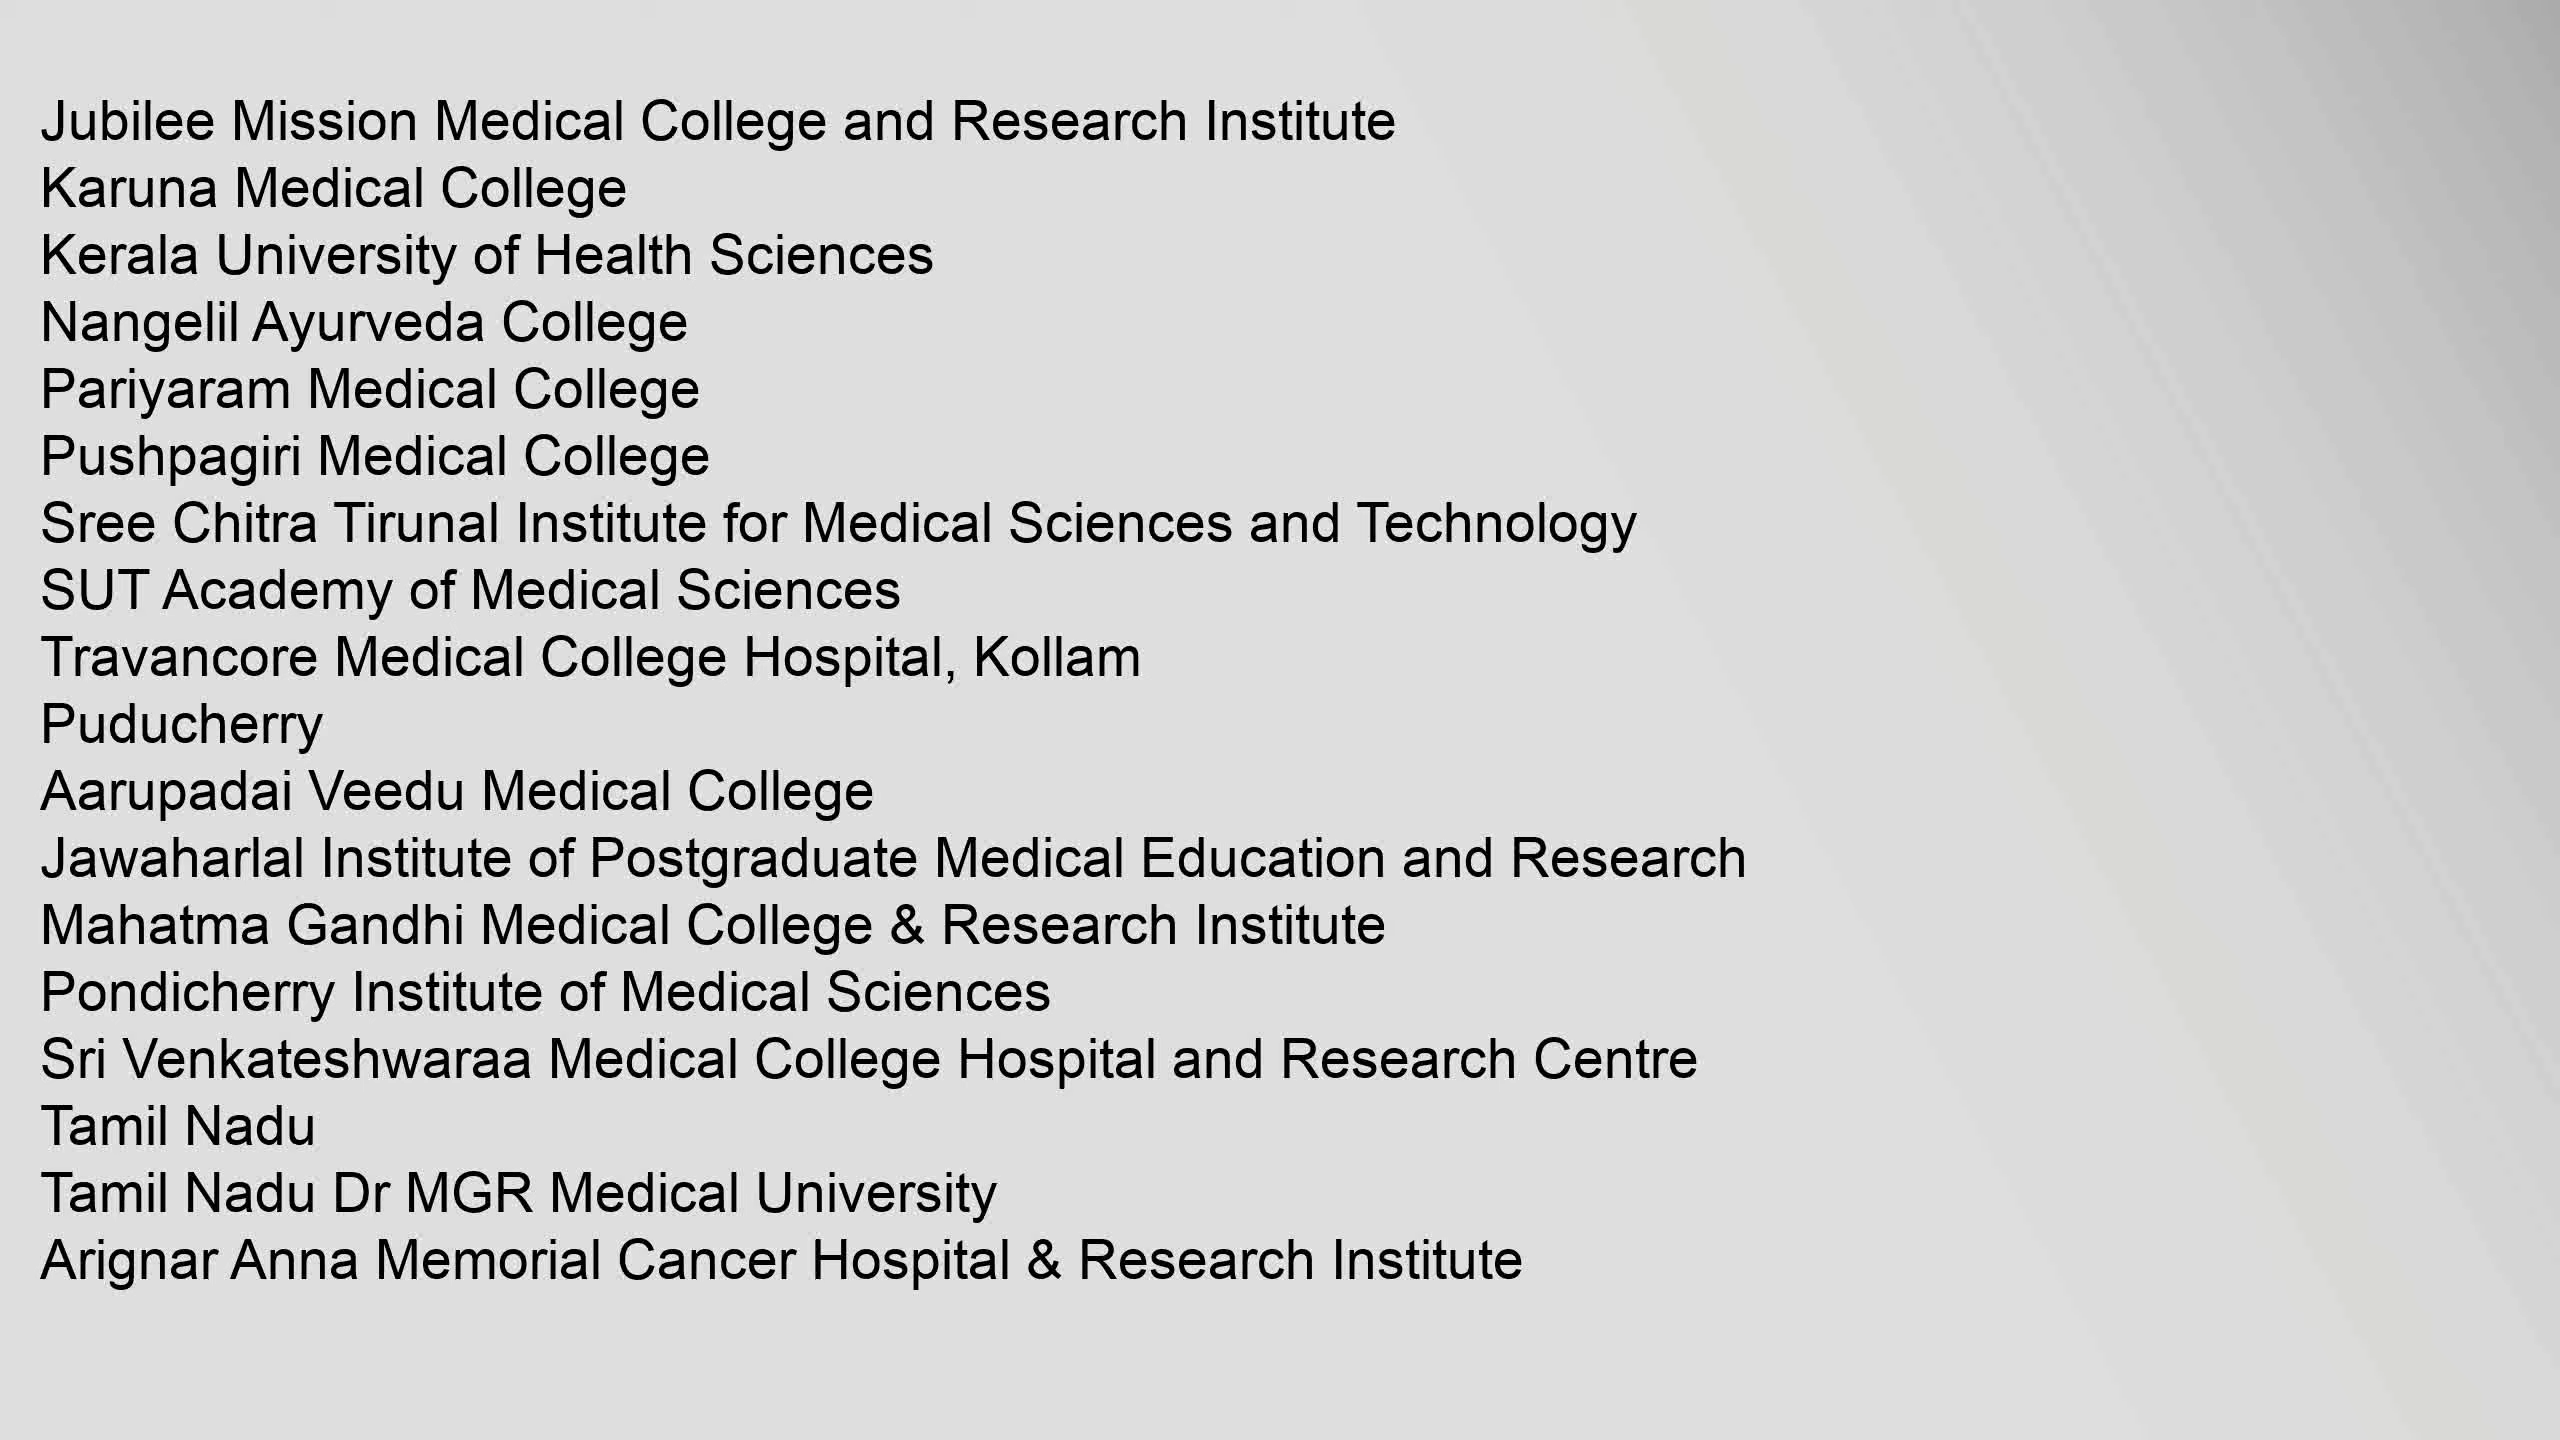 Jubilee Mission Medical College and Research Institute
Karuna Medical College
Kerala University of Health Sciences
Nangelil Ayurveda College
Pariyaram Medical College
Pushpagiri Medical College
Sree Chitra Tirunal Institute for Medical Sciences and Technology
SUT Academy of Medical Sciences
Travancore Medical College Hospital, Kollam
Puducherry
Aarupadai Veedu Medical College
Jawaharlal Institute of Postgraduate Medical Education and Research
Mahatma Gandhi Medical College & Research Institute
Pondicherry Institute of Medical Sciences
Sri Venkateshwaraa Medical College Hospital and Research Centre
Tamil Nadu
Tamil Nadu Dr MGR Medical University
Arignar Anna Memorial Cancer Hospital & Research Institute